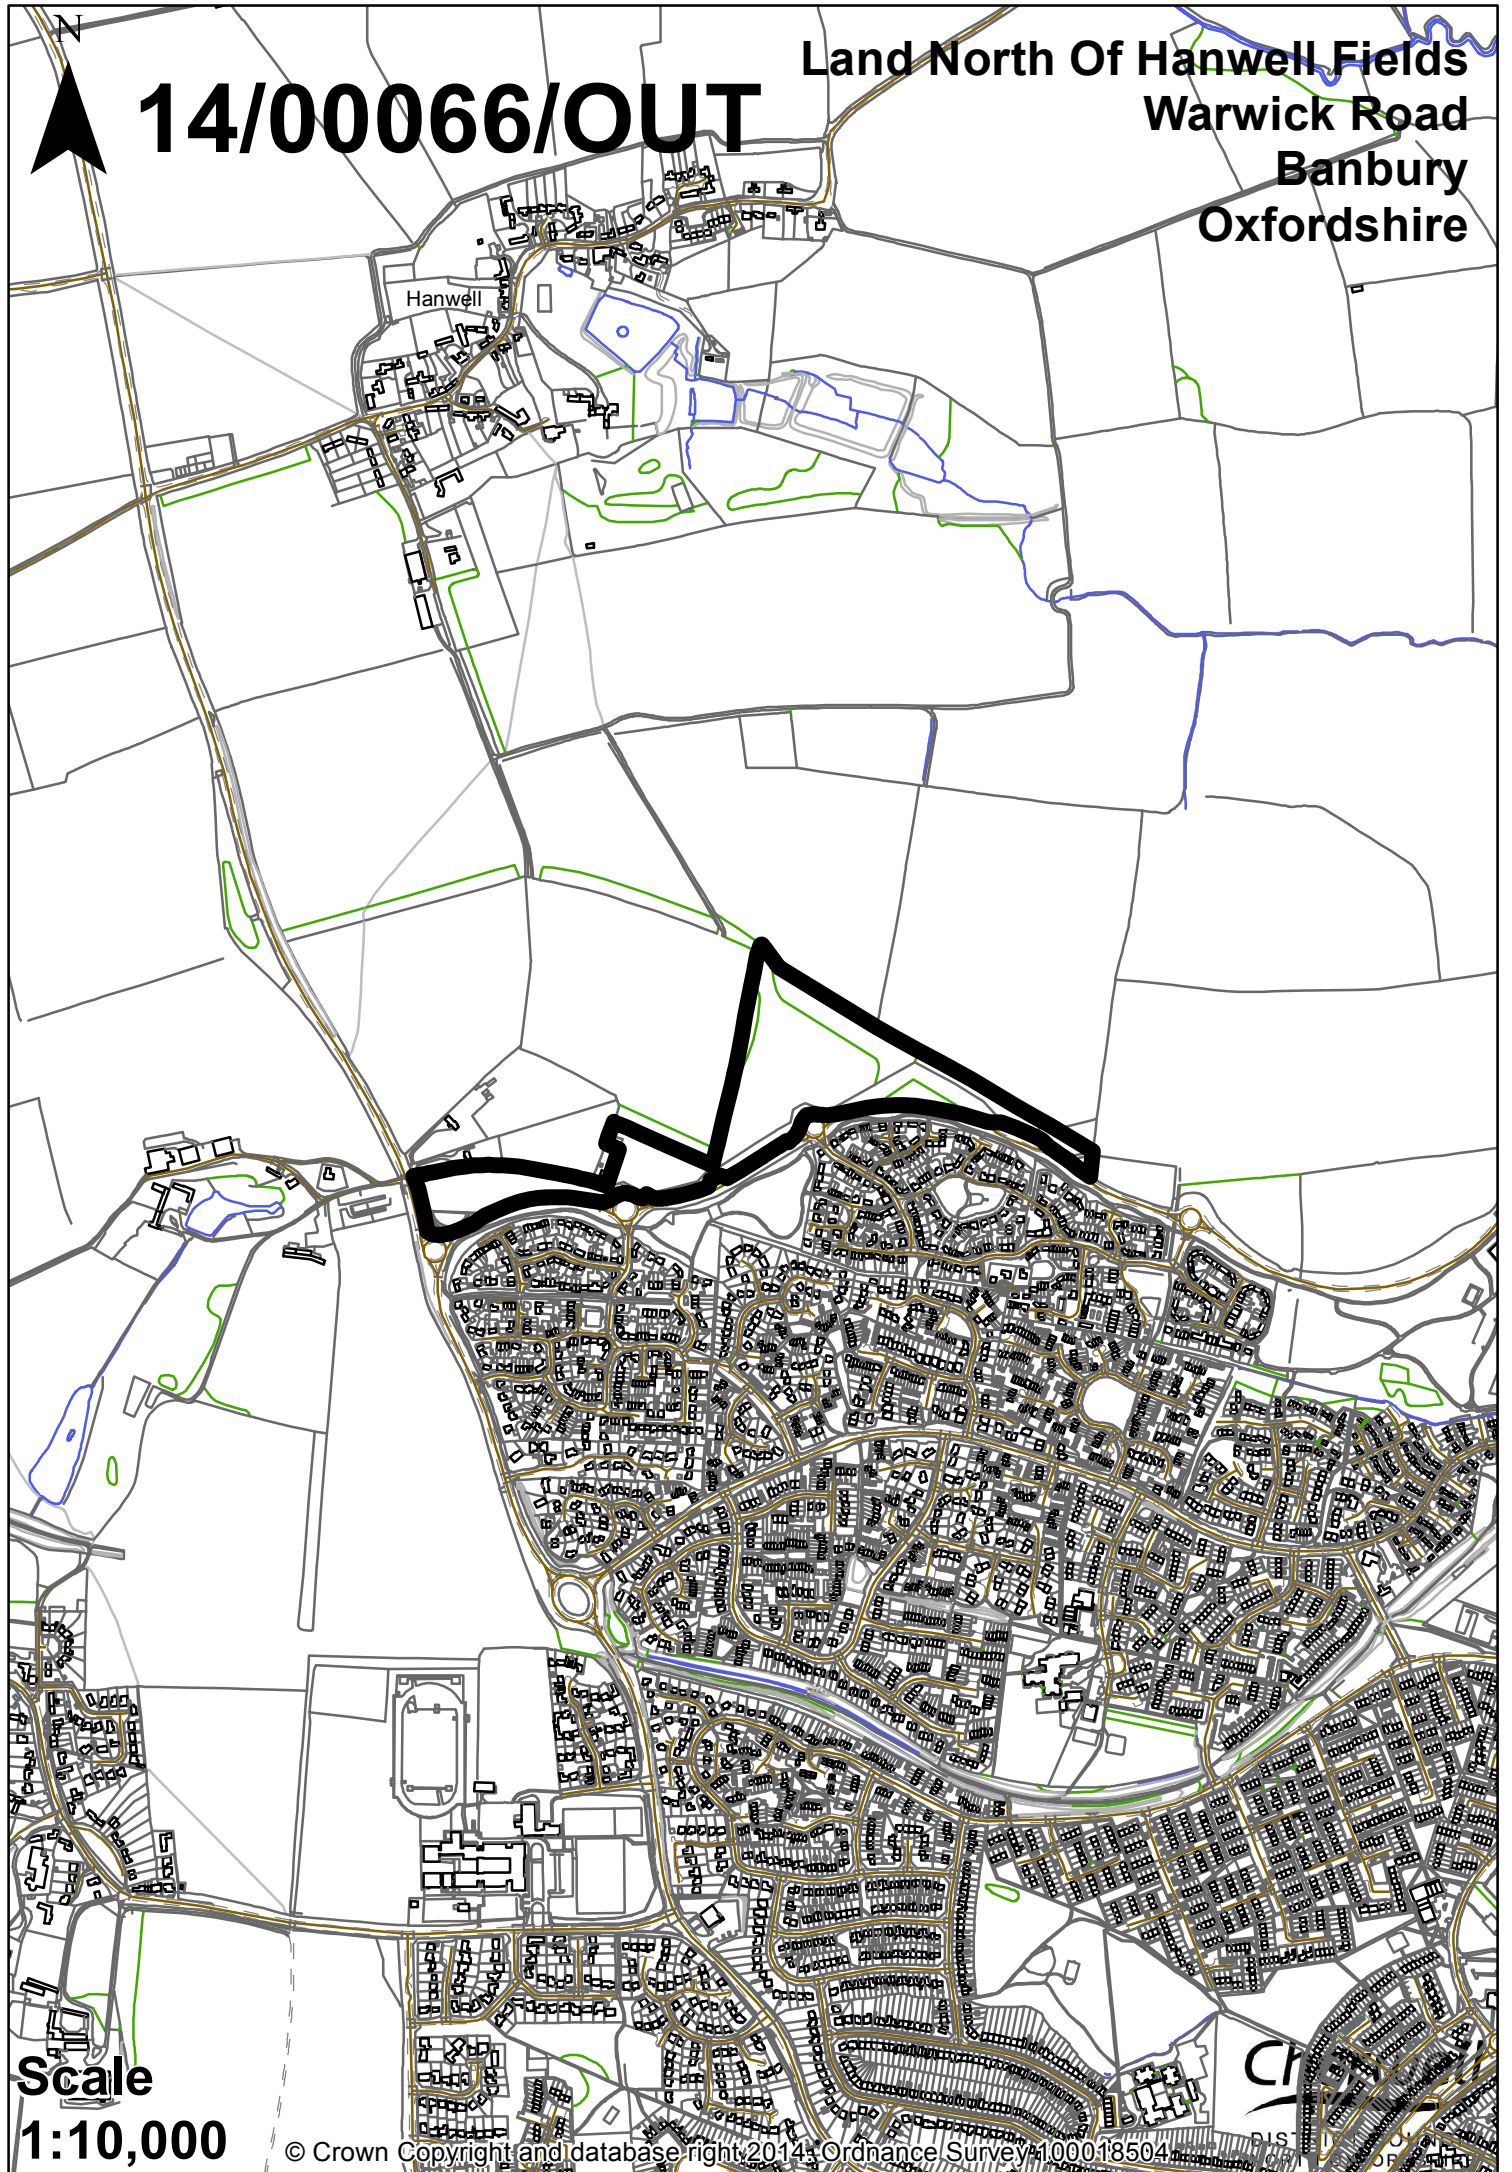 N
14/00066/OUT
Land North Of Hanwell Fields
Warwick Road
Banbury
Oxfordshire
Hanwell
Scale
1:10,000
© Crown Copyright and database right 2014. Ordnance Survey 100018504